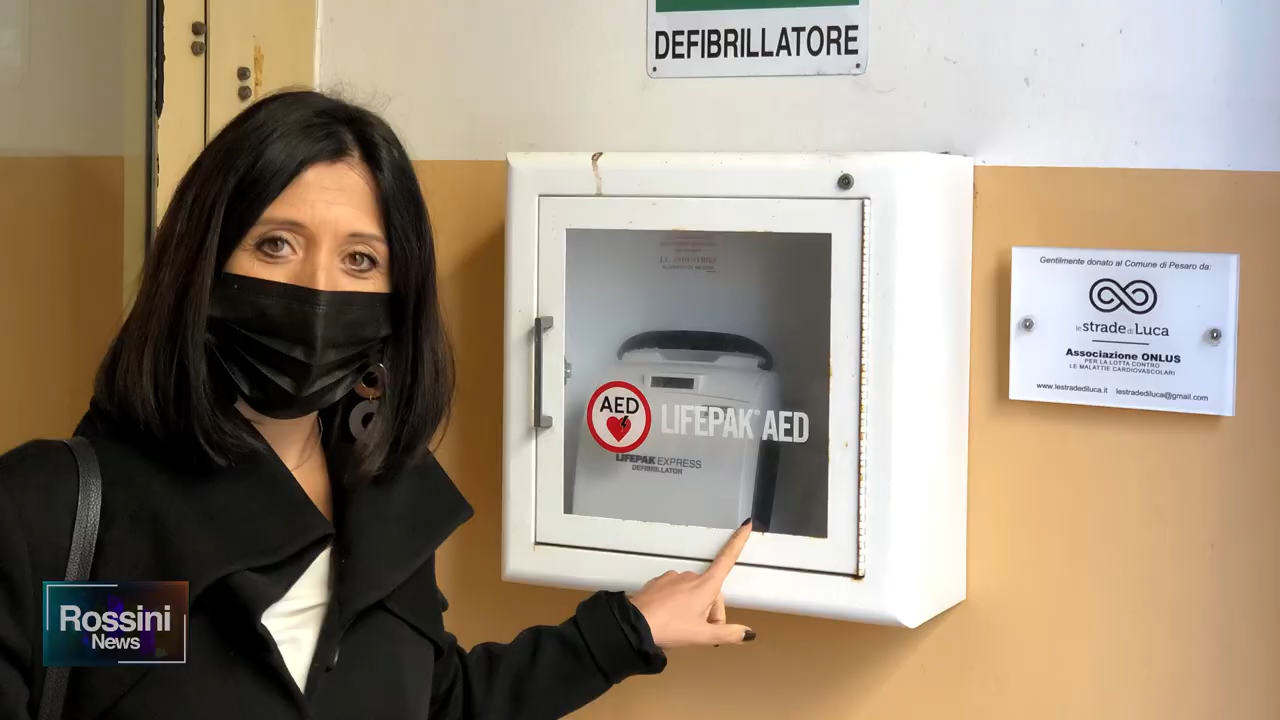 DEFIBRILLATORE
Gentilmente donato al Comune di Pesaro da:
le strade di Luca
Associazione ONLUS
PER LA LOTTA CONTRO
LE MALATTIE CARDIOVASCOLARI
www.lestradediluca.it lestradediluca@gmail.com
AED
LIFEPAK® AED
LIFEPAK EXPRESS
DEFIBRILLATOR
Rossini
News